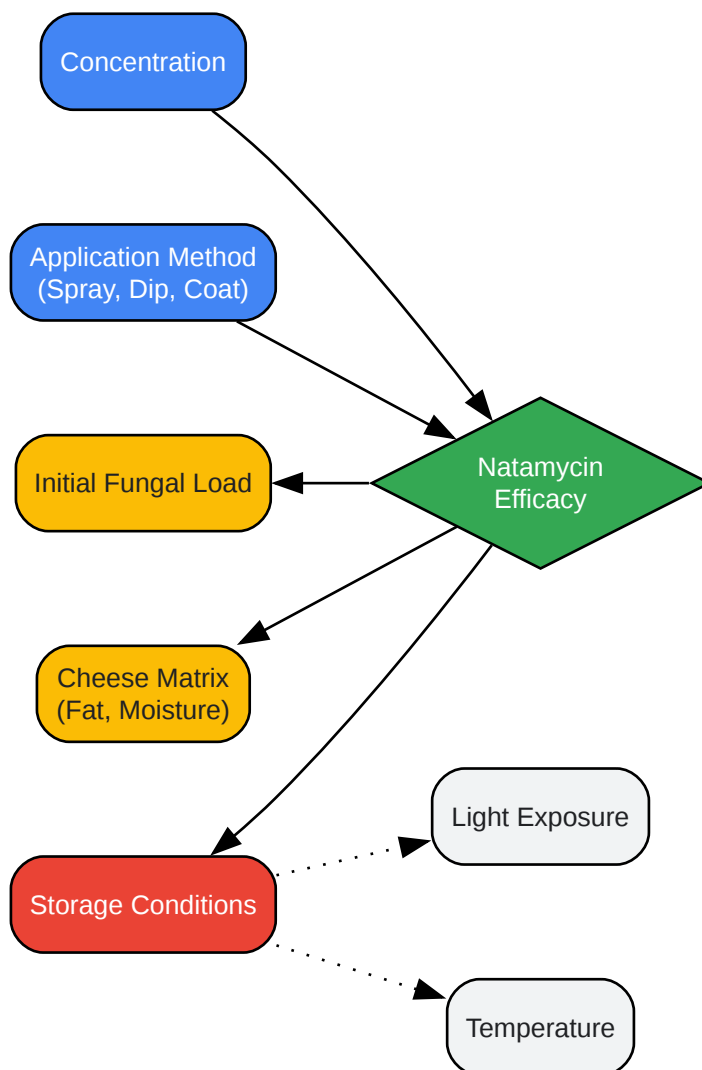 Concentration
Application Method
(Spray, Dip, Coat)
Initial Fungal Load
Natamycin
Efficacy
Cheese Matrix
(Fat, Moisture)
Light Exposure
Storage Conditions
Temperature